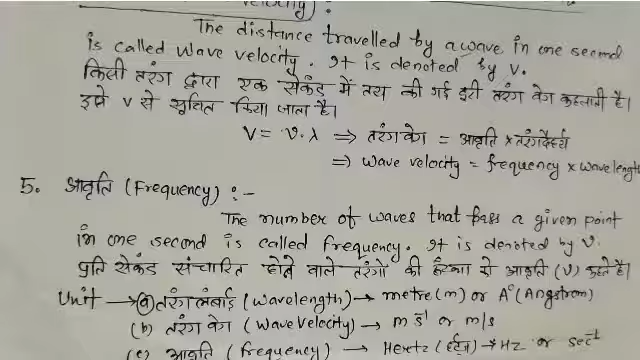 velocity) :
The distance travelled by a wave in one second
is called wave velocity. It is denoted by V.
किसी तरंग द्वारा एक सेकंड में तय की गई दूरी तरंग वेग कहलाती है।
इसे V से सूचित किया जाता है।
V = ν.λ ⇒ तरंग वेग = आवृति × तरंगदैर्ध्य
⇒ wave velocity = frequency × wavelength
5. आवृति (Frequency) :-
The number of waves that pass a given point
in one second is called frequency. It is denoted by ν.
प्रति सेकंड संचारित होने वाले तरंगों की संख्या को आवृति (ν) कहते है।
Unit → (a) तरंग लंबाई (wavelength) → metre (m) or A° (Angstrom)
(b) तरंग वेग (wave velocity) → m s⁻¹ or m/s
(c) आवृति (frequency) → Hertz (हर्टज) → Hz or sec⁻¹